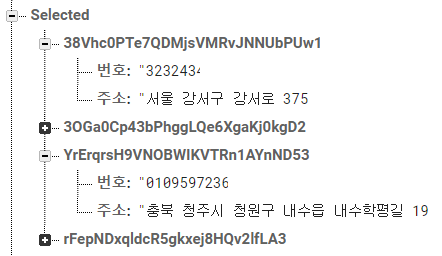 Selected
38Vhc0PTe7QDMjsVMRvJNNUbPUw1
번호: "3232434
주소: "서울 강서구 강서로 375
3OGa0Cp43bPhggLQe6XgaKj0kgD2
YrErqrsH9VNOBWIKVTRn1AYnND53
번호: "0109597236
주소: "충북 청주시 청원구 내수읍 내수학평길 19
rFepNDxqldcR5gkxej8HQv2lfLA3